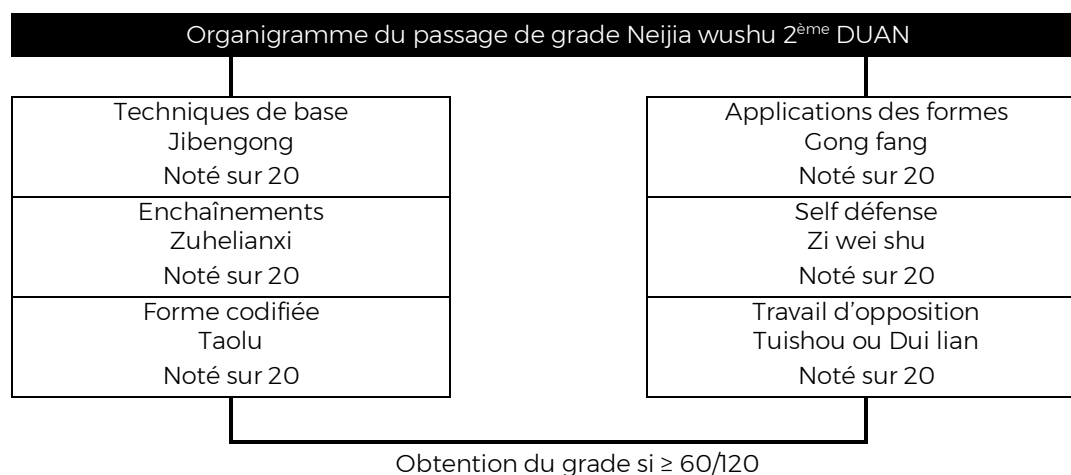 Organigramme du passage de grade Neijia wushu 2ème DUAN
Techniques de base
Jibengong
Noté sur 20
Enchaînements
Zuhelianxi
Noté sur 20
Forme codifiée
Taolu
Noté sur 20
Applications des formes
Gong fang
Noté sur 20
Self défense
Zi wei shu
Noté sur 20
Travail d’opposition
Tuishou ou Dui lian
Noté sur 20
Obtention du grade si ≥ 60/120